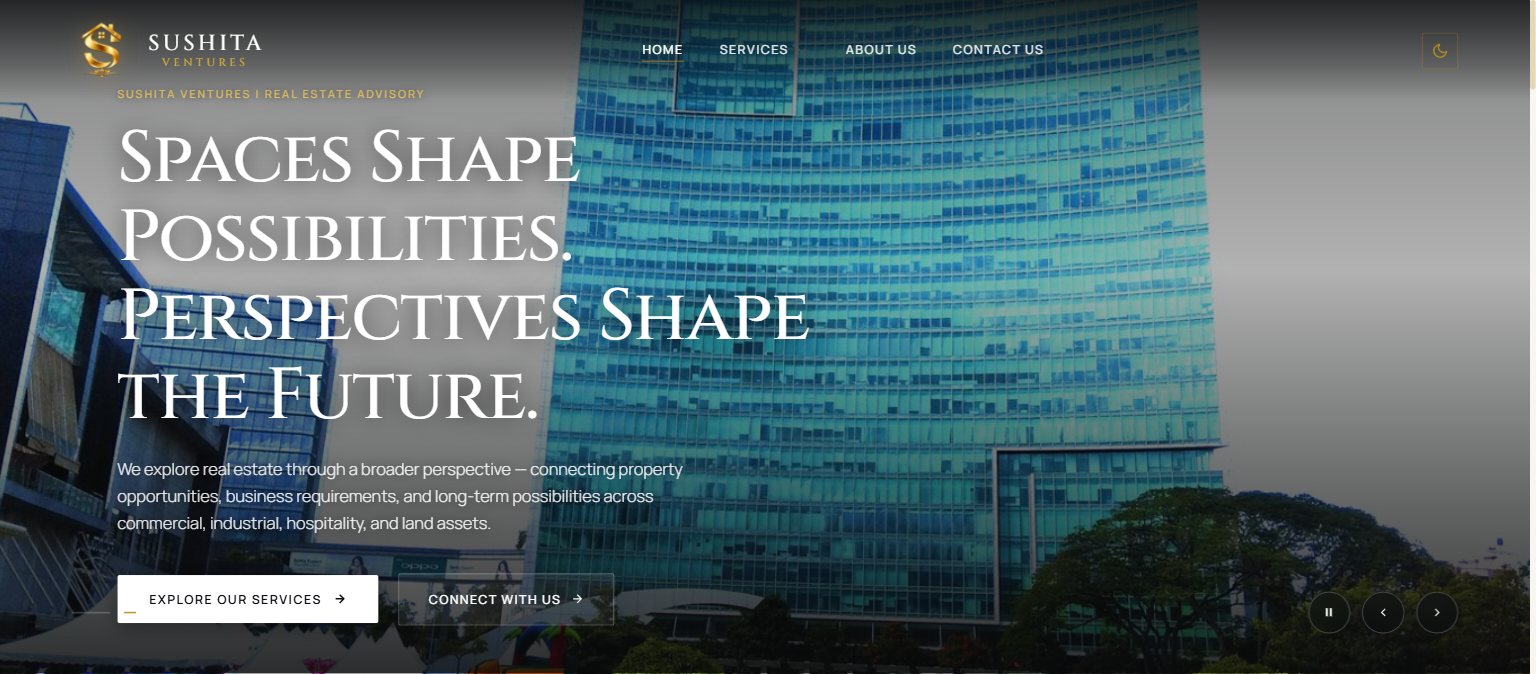 SUSHITA
VENTURES
HOME SERVICES ABOUT US CONTACT US
SUSHITA VENTURES | REAL ESTATE ADVISORY
SPACES SHAPE
POSSIBILITIES.
PERSPECTIVES SHAPE
THE FUTURE.
We explore real estate through a broader perspective — connecting property
opportunities, business requirements, and long-term possibilities across
commercial, industrial, hospitality, and land assets.
oppo
EXPLORE OUR SERVICES →
CONNECT WITH US →